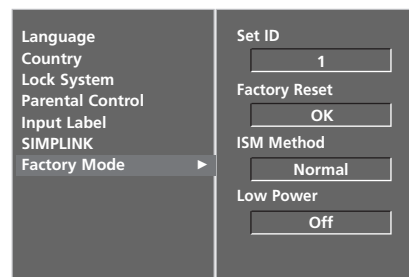 Language
Country
Lock System
Parental Control
Input Label
SIMPLINK
Factory Mode ►
Set ID
1
Factory Reset
OK
ISM Method
Normal
Low Power
Off